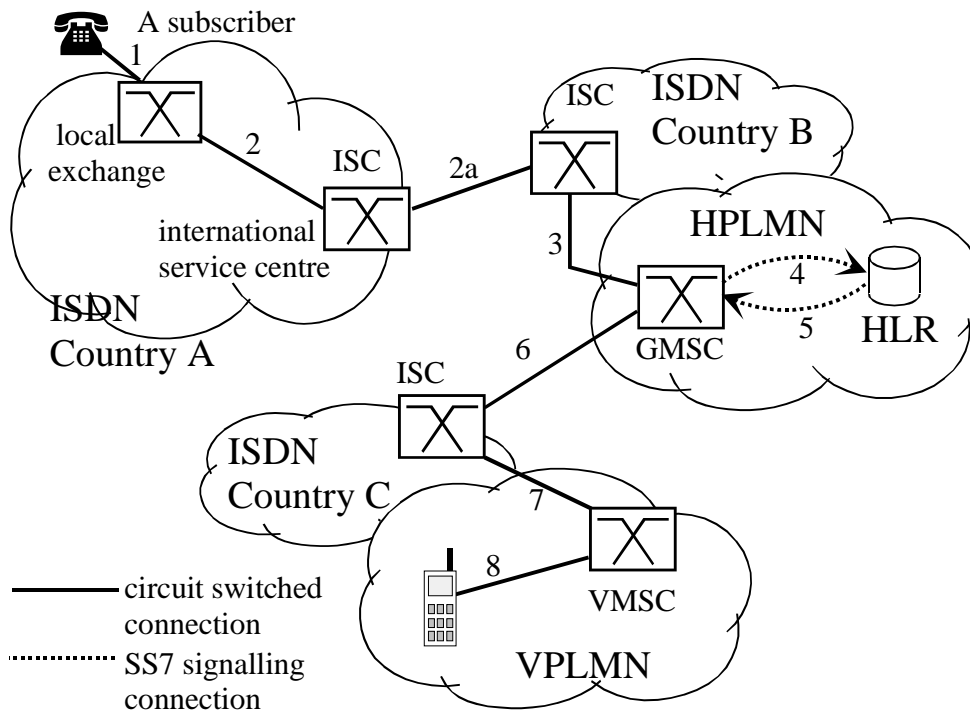 A subscriber
1
local
exchange
2
ISC
international
service centre
ISDN
Country A
2a
ISC
ISDN
Country B
3
HPLMN
4
5
HLR
GMSC
6
ISC
ISDN
Country C
7
8
VMSC
VPLMN
circuit switched
connection
SS7 signalling
connection